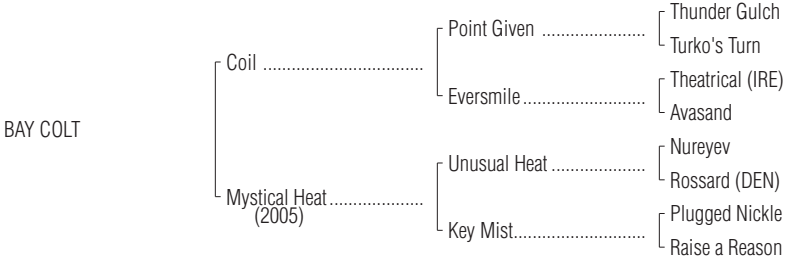 Thunder Gulch
Point Given ......................
Turko's Turn
Coil .................................
Theatrical (IRE)
Eversmile.........................
Avasand
BAY COLT
Nureyev
Unusual Heat ...................
Rossard (DEN)
Mystical Heat...................
(2005)
Plugged Nickle
Key Mist...........................
Raise a Reason